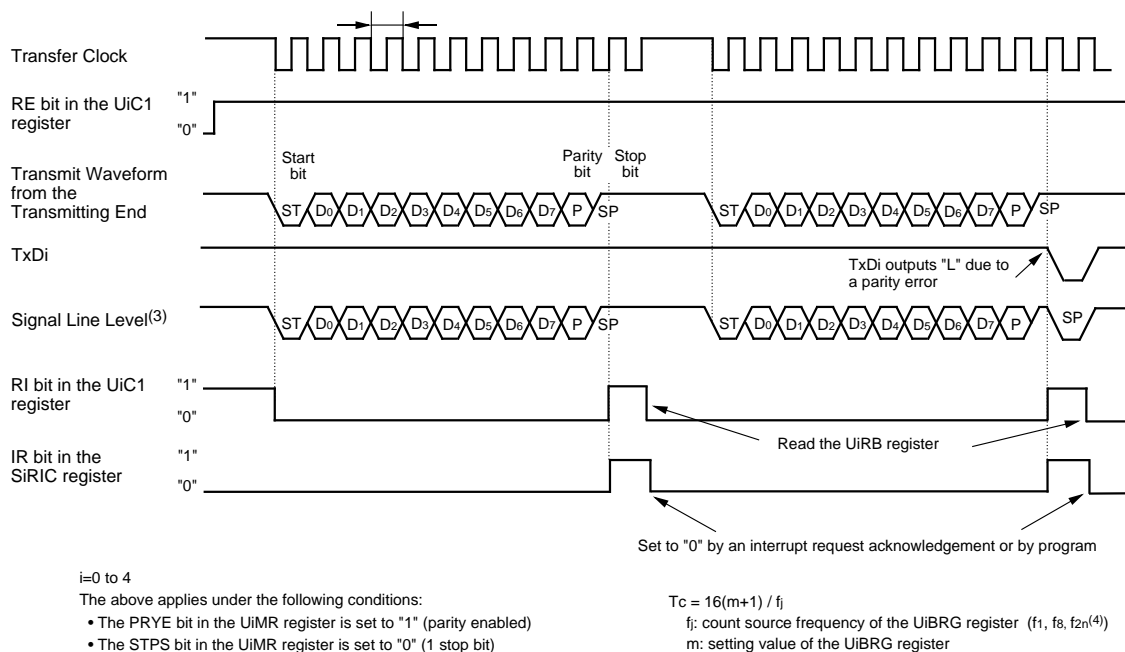 Transfer Clock
RE bit in the UiC1
register
"1"
"0"
Start
bit
Parity
bit
Stop
bit
Transmit Waveform
from the
Transmitting End
ST D0 D1 D2 D3 D4 D5 D6 D7 P SP
ST D0 D1 D2 D3 D4 D5 D6 D7 P SP
TxDi
TxDi outputs "L" due to
a parity error
Signal Line Level(3)
ST D0 D1 D2 D3 D4 D5 D6 D7 P SP
ST D0 D1 D2 D3 D4 D5 D6 D7 P SP
RI bit in the UiC1
register
"1"
"0"
Read the UiRB register
IR bit in the
SiRIC register
"1"
"0"
Set to "0" by an interrupt request acknowledgement or by program
i=0 to 4
The above applies under the following conditions:
• The PRYE bit in the UiMR register is set to "1" (parity enabled)
• The STPS bit in the UiMR register is set to "0" (1 stop bit)
Tc = 16(m+1) / fj
fj: count source frequency of the UiBRG register (f1, f8, f2n(4))
m: setting value of the UiBRG register